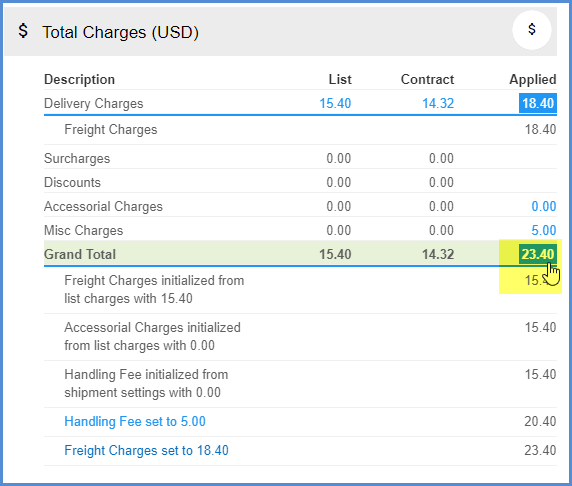 $ Total Charges (USD) $
Description List Contract Applied
Delivery Charges 15.40 14.32 18.40
Freight Charges 18.40
Surcharges 0.00 0.00
Discounts 0.00 0.00
Accessorial Charges 0.00 0.00 0.00
Misc Charges 0.00 0.00 5.00
Grand Total 15.40 14.32 23.40
Freight Charges initialized from
list charges with 15.40
Accessorial Charges initialized 15.40
from list charges with 0.00
Handling Fee initialized from 15.40
shipment settings with 0.00
Handling Fee set to 5.00 20.40
Freight Charges set to 18.40 23.40